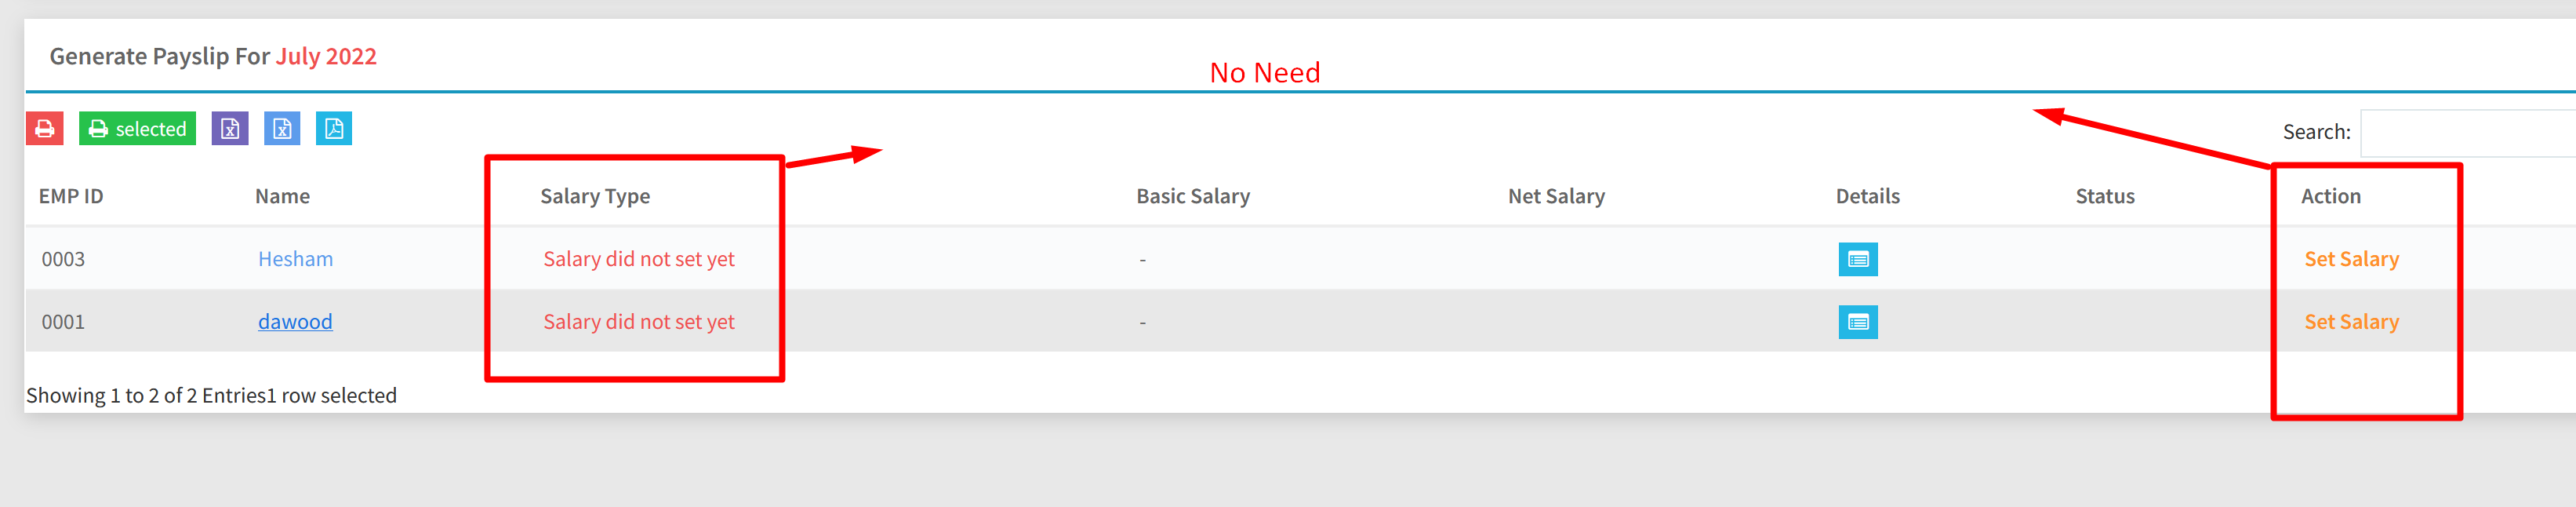 Generate Payslip For July 2022
No Need
selected
Search:
EMP ID Name Salary Type Basic Salary Net Salary Details Status Action
0003 Hesham Salary did not set yet - Set Salary
0001 dawood Salary did not set yet - Set Salary
Showing 1 to 2 of 2 Entries1 row selected